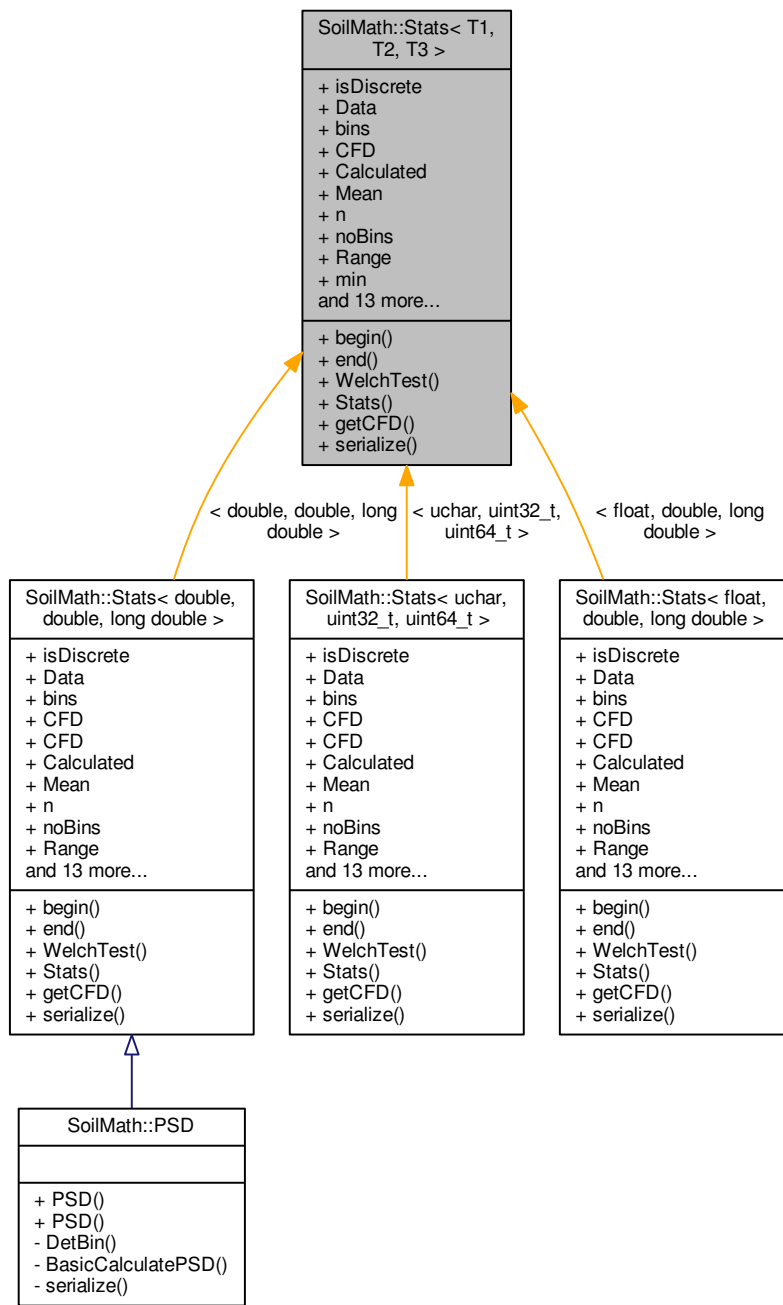 SoilMath::Stats< T1,
T2, T3 >
+ isDiscrete
+ Data
+ bins
+ CFD
+ Calculated
+ Mean
+ n
+ noBins
+ Range
+ min
and 13 more...
+ begin()
+ end()
+ WelchTest()
+ Stats()
+ getCFD()
+ serialize()
< double, double, long
double >
< uchar, uint32_t,
uint64_t >
< float, double, long
double >
SoilMath::Stats< double,
double, long double >
+ isDiscrete
+ Data
+ bins
+ CFD
+ CFD
+ Calculated
+ Mean
+ n
+ noBins
+ Range
and 13 more...
+ begin()
+ end()
+ WelchTest()
+ Stats()
+ getCFD()
+ serialize()
SoilMath::Stats< uchar,
uint32_t, uint64_t >
+ isDiscrete
+ Data
+ bins
+ CFD
+ CFD
+ Calculated
+ Mean
+ n
+ noBins
+ Range
and 13 more...
+ begin()
+ end()
+ WelchTest()
+ Stats()
+ getCFD()
+ serialize()
SoilMath::Stats< float,
double, long double >
+ isDiscrete
+ Data
+ bins
+ CFD
+ CFD
+ Calculated
+ Mean
+ n
+ noBins
+ Range
and 13 more...
+ begin()
+ end()
+ WelchTest()
+ Stats()
+ getCFD()
+ serialize()
SoilMath::PSD
+ PSD()
+ PSD()
- DetBin()
- BasicCalculatePSD()
- serialize()